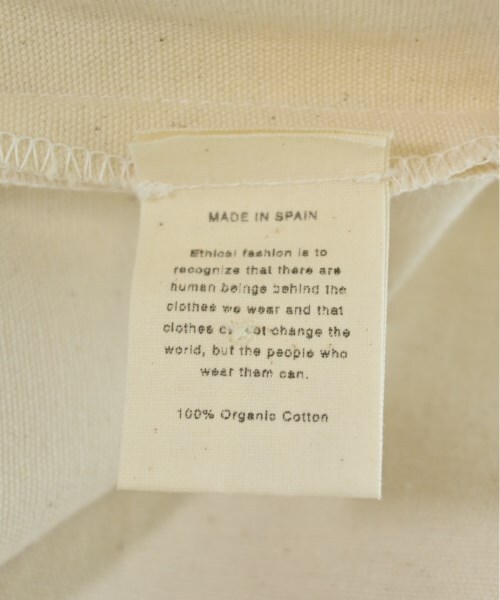 MADE IN SPAIN
Ethical fashion is to
recognize that there are
human beings behind the
clothes we wear and that
clothes change the
world, but the people who
wear them can.
100% Organic Cotton